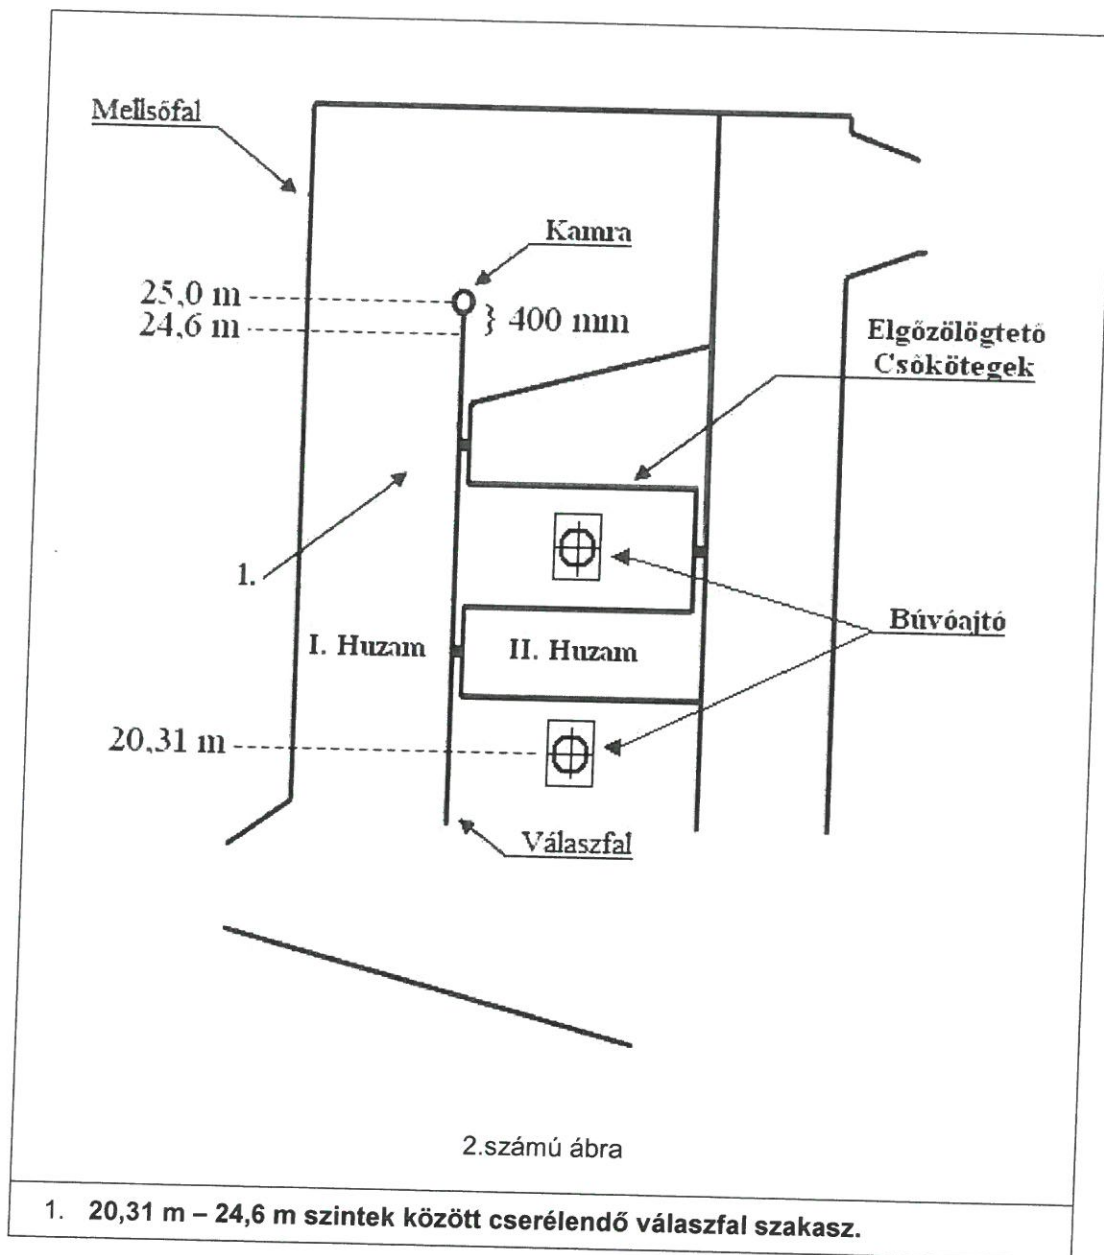 Mellsőfal
Kamra
25,0 m
24,6 m
} 400 mm
Elgőzölögtető
Csőkötegek
1.
Búvóajtó
I. Huzam
II. Huzam
20,31 m
Válaszfal
2.számú ábra
1. 20,31 m – 24,6 m szintek között cserélendő válaszfal szakasz.